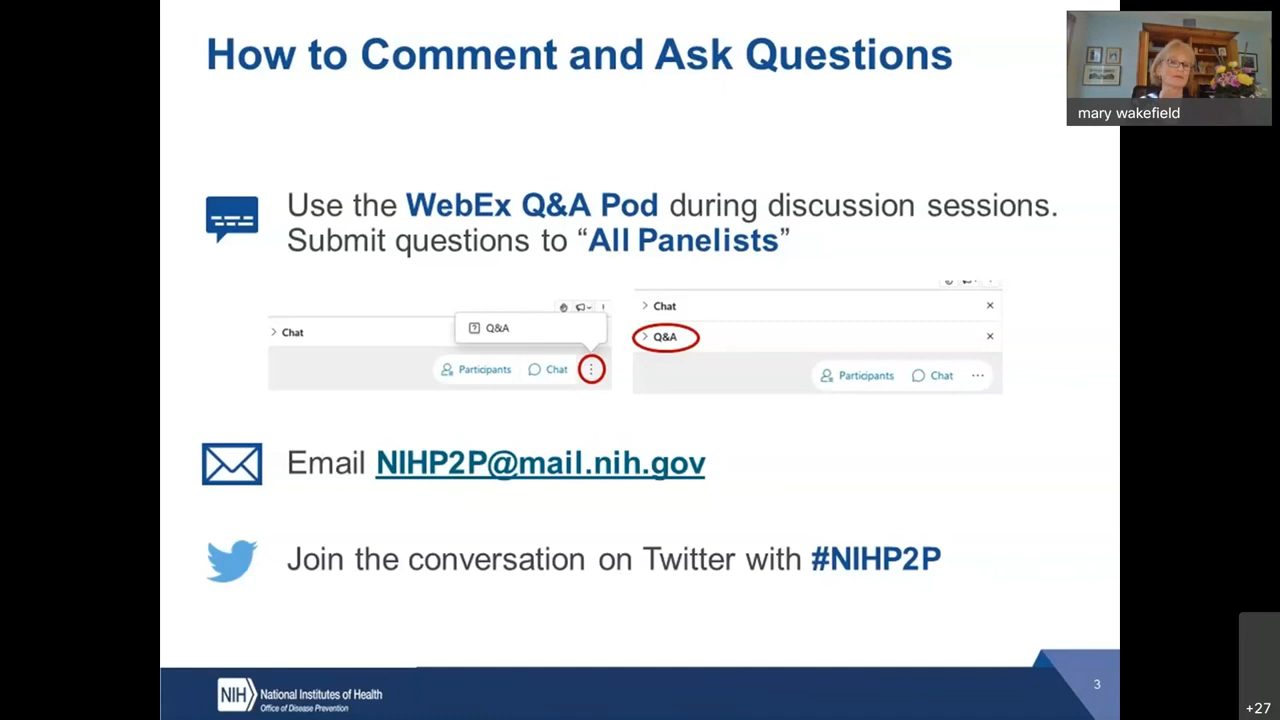 How to Comment and Ask Questions
mary wakefield
Use the WebEx Q&A Pod during discussion sessions.
Submit questions to “All Panelists”
Chat
Q&A
Participants
Chat
Chat
Q&A
Participants
Chat
Email NIHP2P@mail.nih.gov
Join the conversation on Twitter with #NIHP2P
NIH
National Institutes of Health
Office of Disease Prevention
3
+27